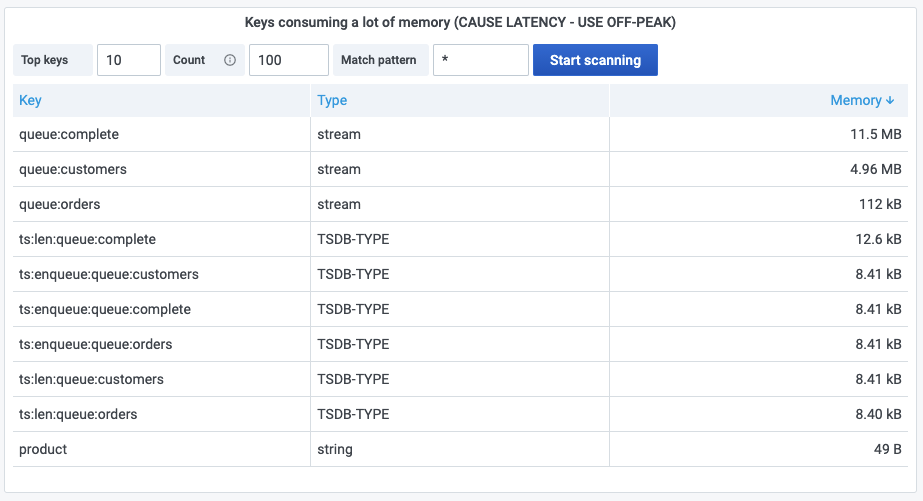 Keys consuming a lot of memory (CAUSE LATENCY - USE OFF-PEAK)
Top keys 10 Count 100 Match pattern * Start scanning
Key Type Memory
queue:complete stream 11.5 MB
queue:customers stream 4.96 MB
queue:orders stream 112 kB
ts:len:queue:complete TSDB-TYPE 12.6 kB
ts:enqueue:queue:customers TSDB-TYPE 8.41 kB
ts:enqueue:queue:complete TSDB-TYPE 8.41 kB
ts:enqueue:queue:orders TSDB-TYPE 8.41 kB
ts:len:queue:customers TSDB-TYPE 8.41 kB
ts:len:queue:orders TSDB-TYPE 8.40 kB
product string 49 B